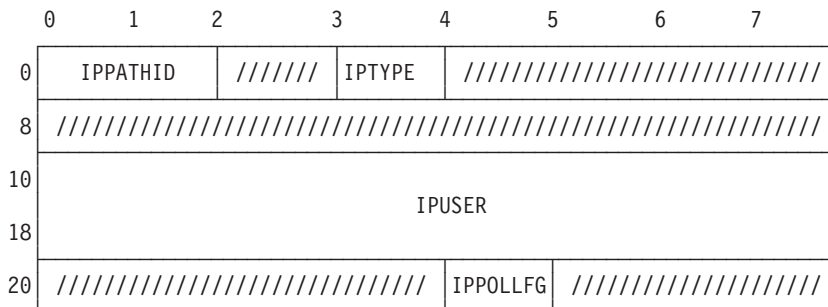 0 1 2 3 4 5 6 7
0 IPPATHID /////// IPTYPE //////////////////////////////
8 ////////////////////////////////////////////////////////////////
10
IPUSER
18
20 /////////////////////////////// IPPOLLFG /////////////////////